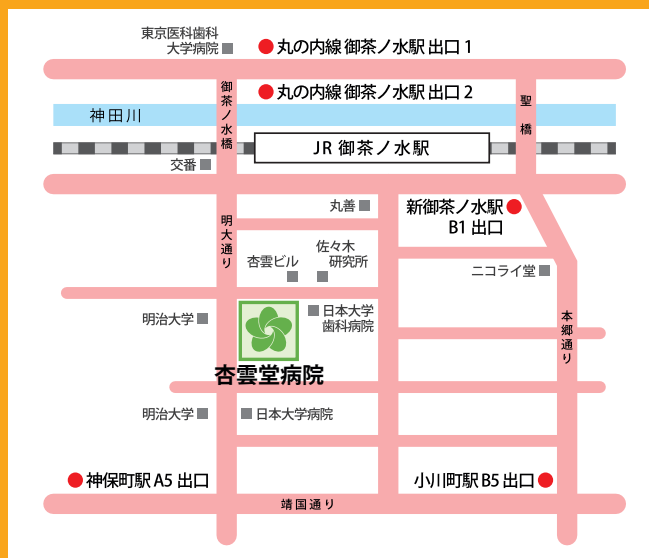 東京医科歯科
大学病院
丸の内線 御茶ノ水駅 出口 1
丸の内線 御茶ノ水駅 出口 2
御茶ノ水橋
聖橋
神田川
JR 御茶ノ水駅
交番
丸善
新御茶ノ水駅
B1 出口
明大通り
佐々木
研究所
杏雲ビル
ニコライ堂
日本大学
歯科病院
明治大学
本郷通り
杏雲堂病院
明治大学
日本大学病院
神保町駅 A5 出口
小川町駅 B5 出口
靖国通り